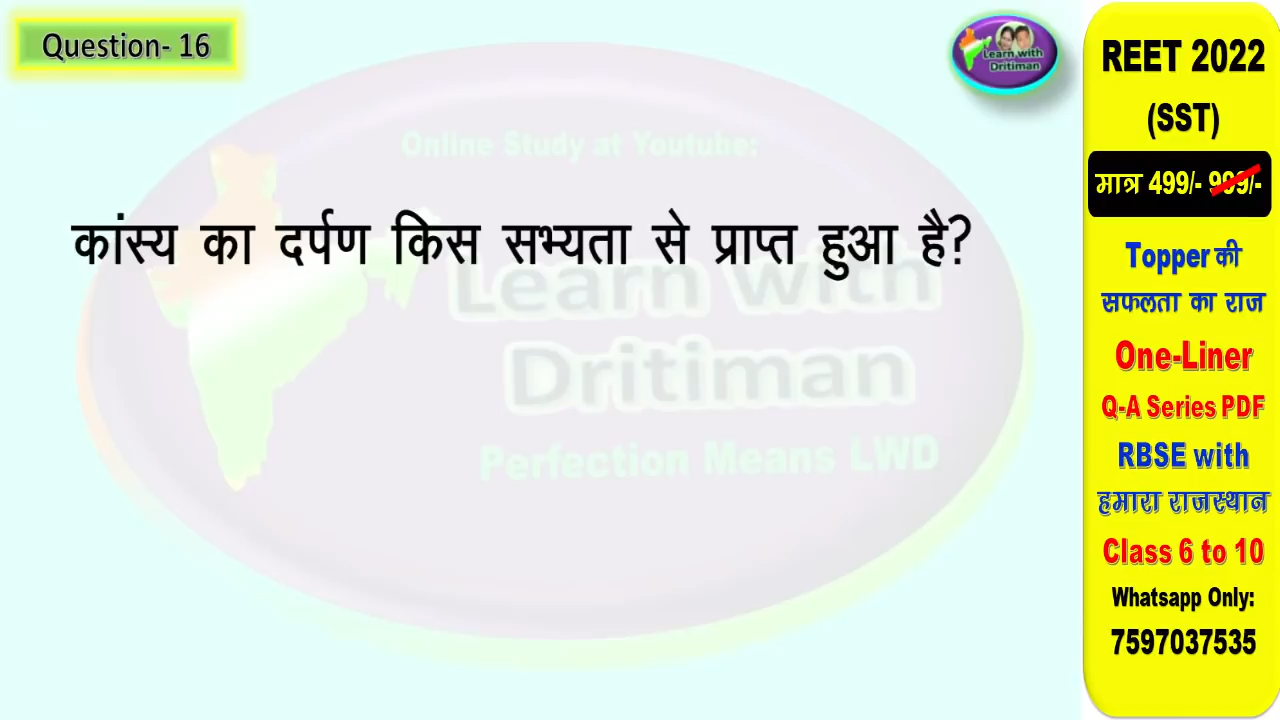 Question- 16
Learn with
Dritiman
Online Study at Youtube:
कांस्य का दर्पण किस सभ्यता से प्राप्त हुआ है?
Learn with
Dritiman
Perfection Means LWD
REET 2022
(SST)
मात्र 499/- 999/-
Topper की
सफलता का राज
One-Liner
Q-A Series PDF
RBSE with
हमारा राजस्थान
Class 6 to 10
Whatsapp Only:
7597037535